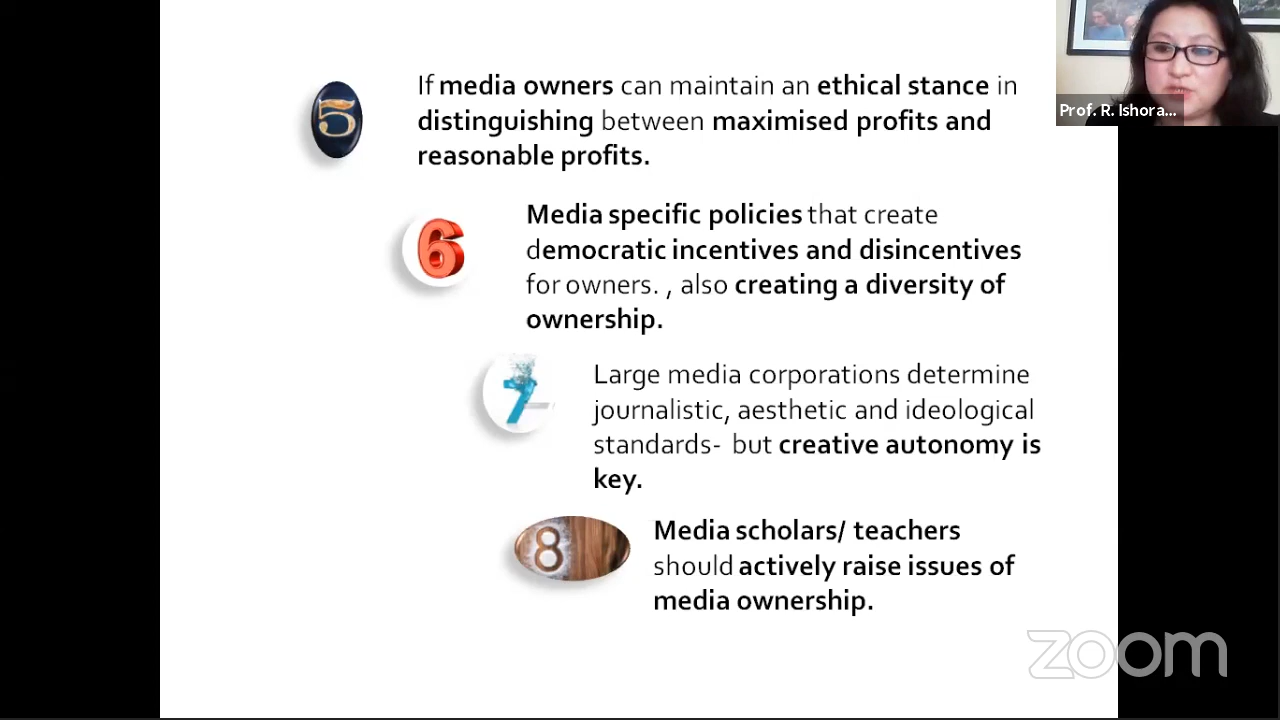 Prof. R. Ishora...
5
If media owners can maintain an ethical stance in
distinguishing between maximised profits and
reasonable profits.
6
Media specific policies that create
democratic incentives and disincentives
for owners. , also creating a diversity of
ownership.
7
Large media corporations determine
journalistic, aesthetic and ideological
standards- but creative autonomy is
key.
8
Media scholars/ teachers
should actively raise issues of
media ownership.
zoom